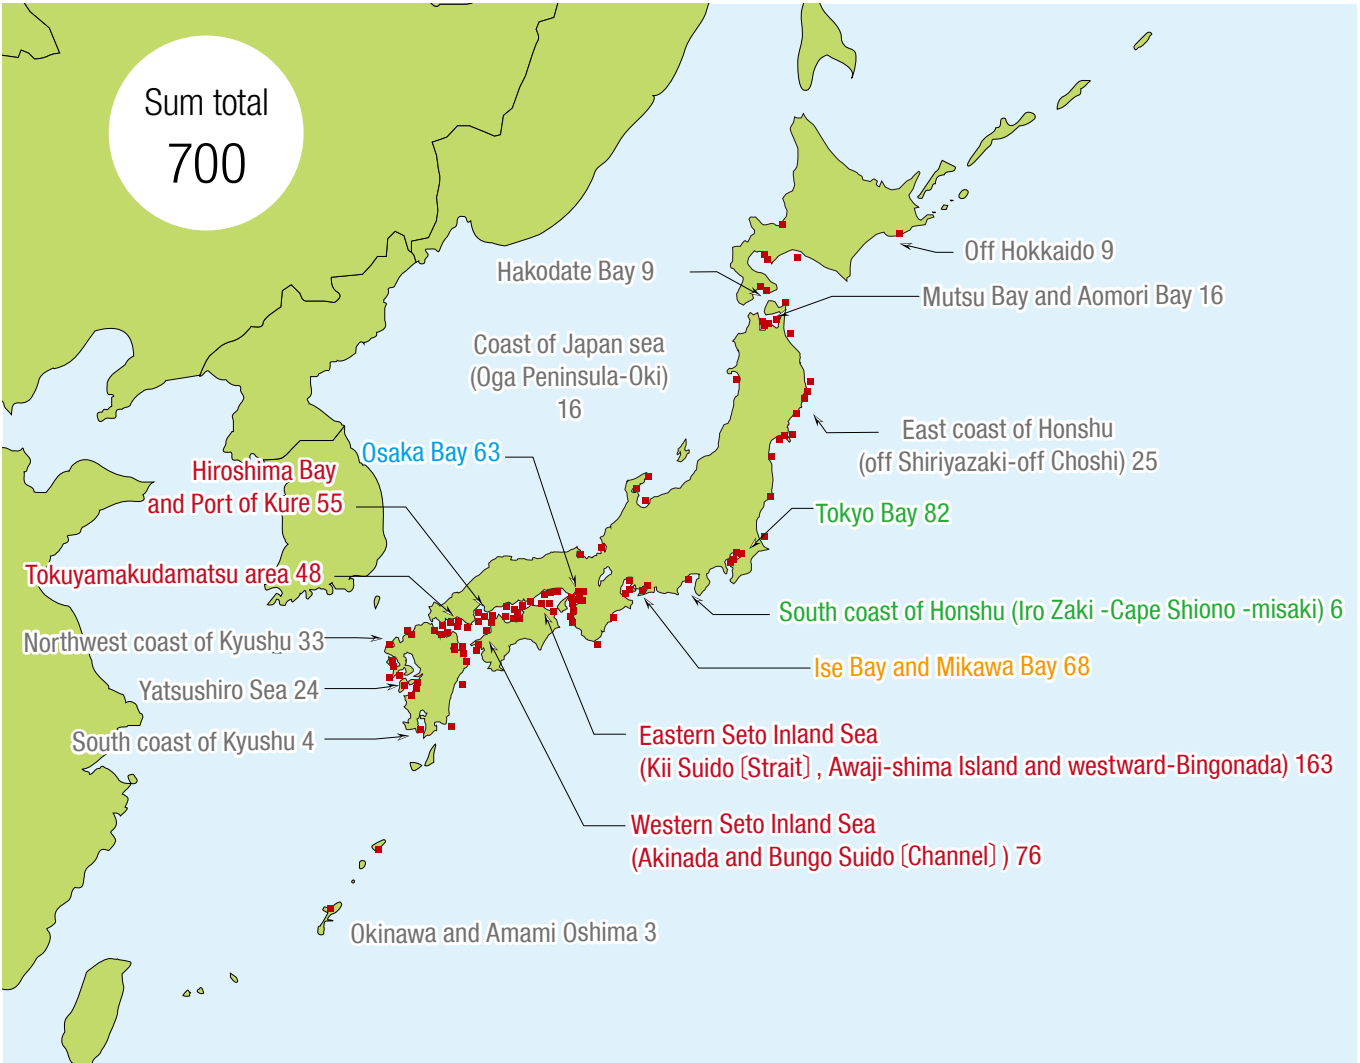 Sum total
700
Off Hokkaido 9
Hakodate Bay 9
Mutsu Bay and Aomori Bay 16
Coast of Japan sea
(Oga Peninsula-Oki)
16
East coast of Honshu
(off Shiriyazaki-off Choshi) 25
Osaka Bay 63
Hiroshima Bay
and Port of Kure 55
Tokyo Bay 82
Tokuyamakudamatsu area 48
South coast of Honshu (Iro Zaki -Cape Shiono -misaki) 6
Northwest coast of Kyushu 33
Ise Bay and Mikawa Bay 68
Yatsushiro Sea 24
South coast of Kyushu 4
Eastern Seto Inland Sea
(Kii Suido〔Strait〕, Awaji-shima Island and westward-Bingonada) 163
Western Seto Inland Sea
(Akinada and Bungo Suido〔Channel〕) 76
Okinawa and Amami Oshima 3